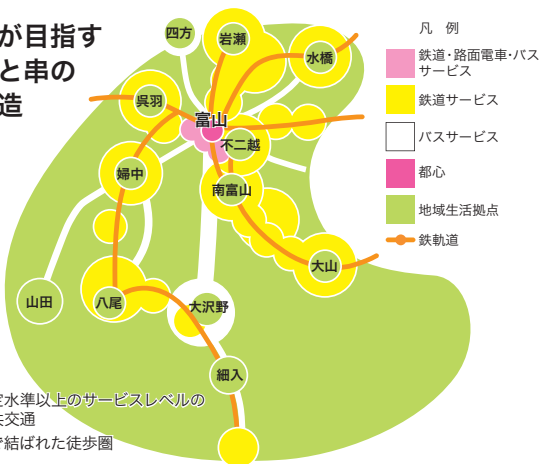 が目指す
と串の
造
四方
岩瀬
水橋
呉羽
富山
不二越
婦中
南富山
大山
山田
八尾
大沢野
細入
凡 例
鉄道・路面電車・バス
サービス
鉄道サービス
バスサービス
都心
地域生活拠点
鉄軌道
定水準以上のサービスレベルの
共交通
で結ばれた徒歩圏